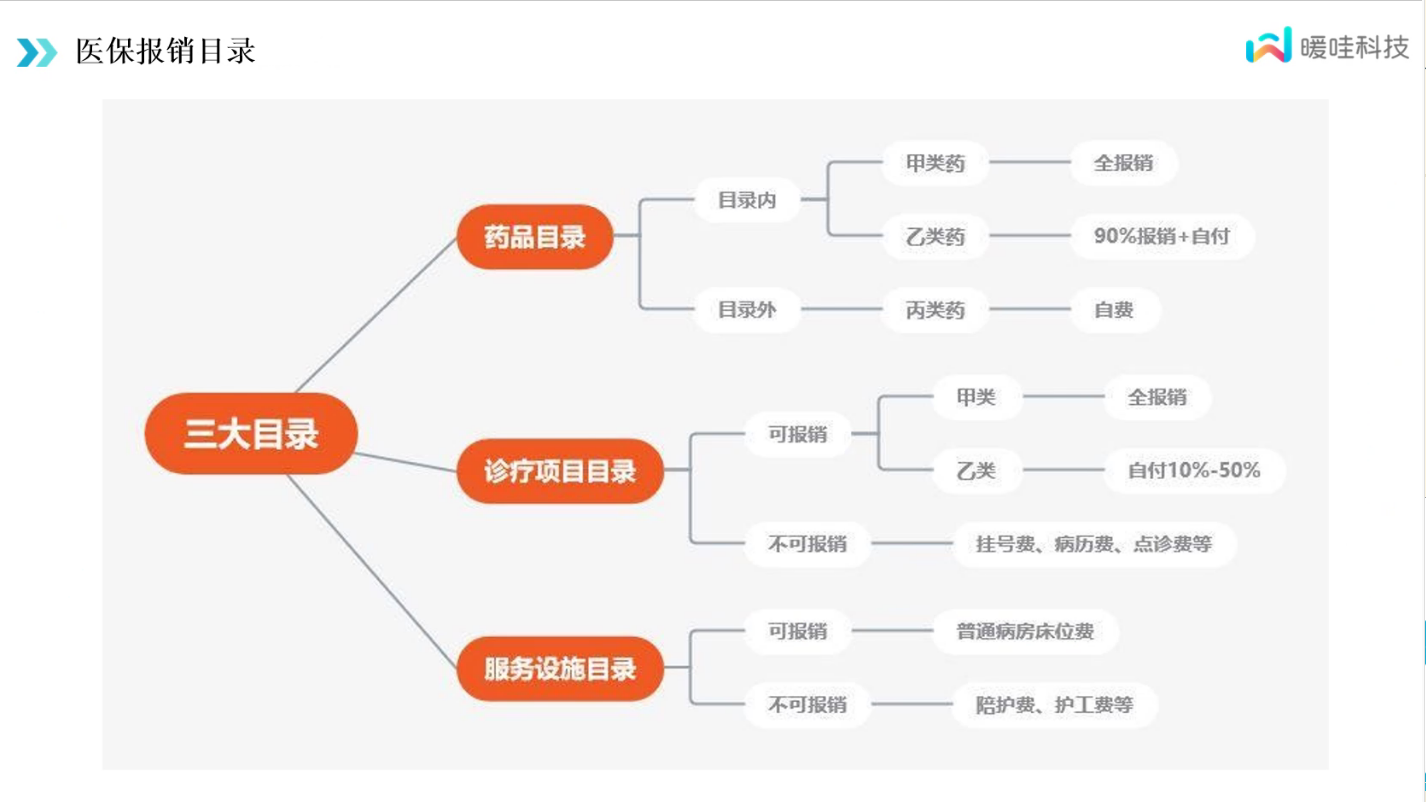 医保报销目录
暖哇科技
三大目录
药品目录
目录内
甲类药
全报销
乙类药
90%报销+自付
目录外
丙类药
自费
诊疗项目目录
可报销
甲类
全报销
乙类
自付10%-50%
不可报销
挂号费、病历费、点诊费等
服务设施目录
可报销
普通病房床位费
不可报销
陪护费、护工费等